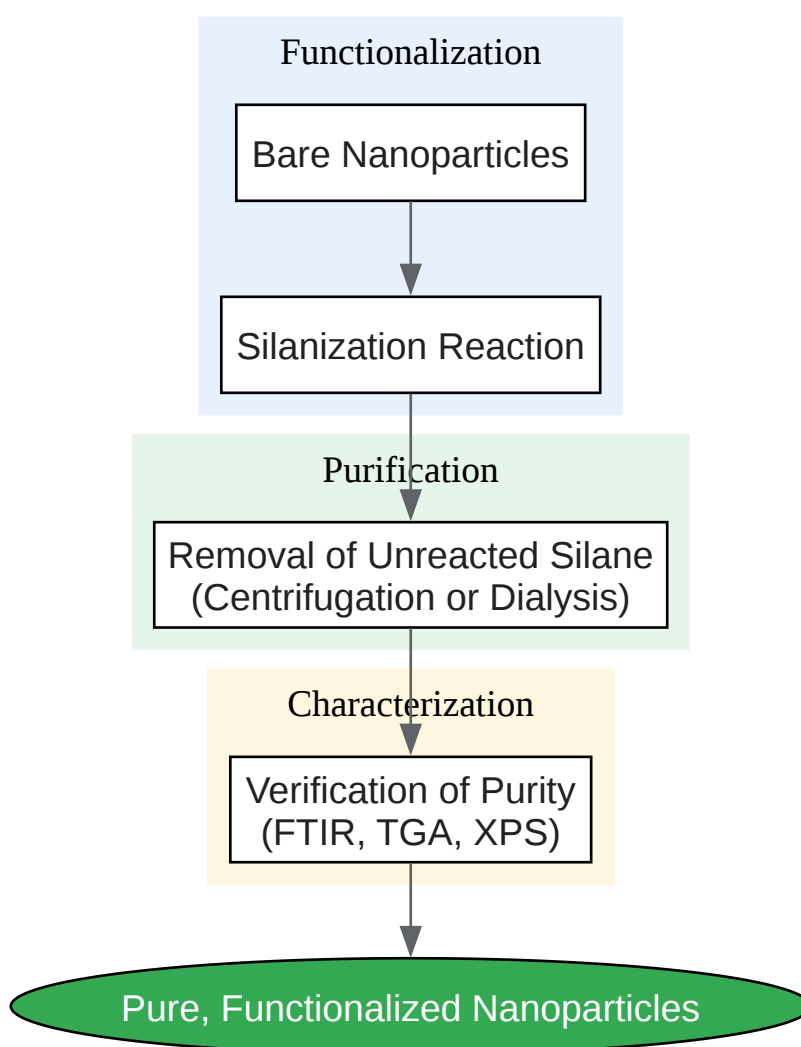 Functionalization
Bare Nanoparticles
Silanization Reaction
Purification
Removal of Unreacted Silane
(Centrifugation or Dialysis)
Characterization
Verification of Purity
(FTIR, TGA, XPS)
Pure, Functionalized Nanoparticles